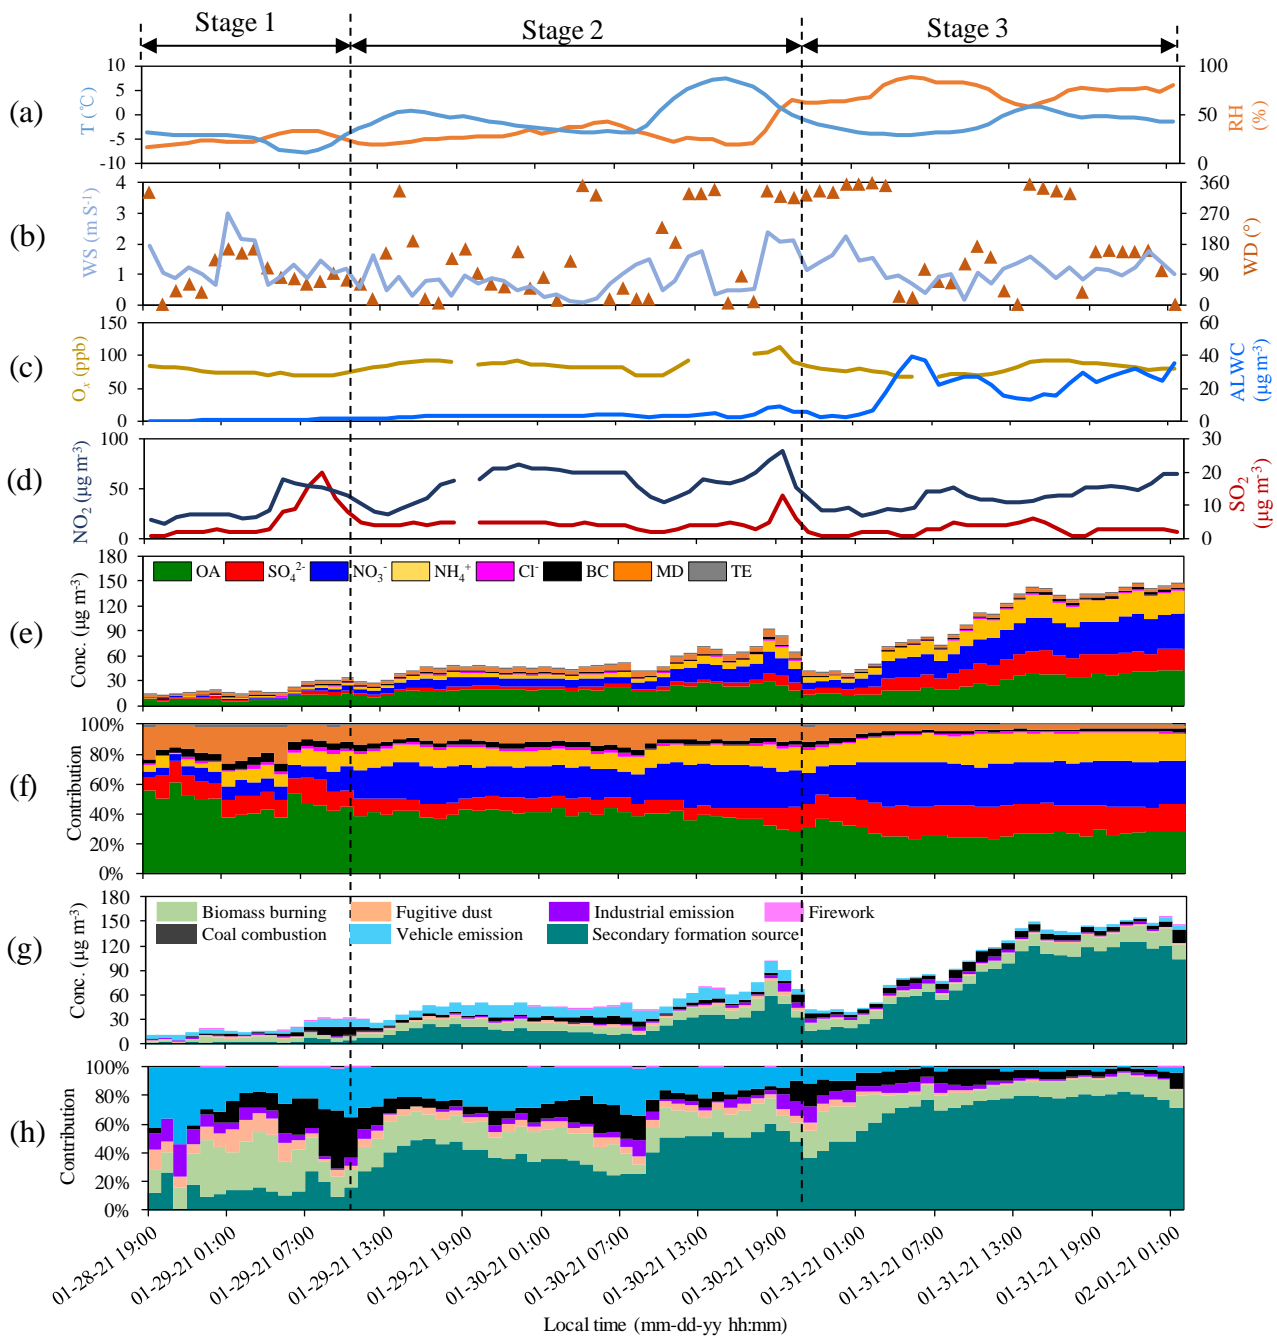 Stage 1
Stage 2
Stage 3
(a)
T (℃)
10
5
0
-5
-10
100
50
0
RH
(%)
(b)
WS (m S⁻¹)
4
3
2
1
0
360
270
180
90
0
WD (°)
(c)
Oₓ (ppb)
150
100
50
0
60
40
20
0
ALWC
(µg m⁻³)
(d)
NO₂ (µg m⁻³)
100
50
0
30
20
10
0
SO₂
(µg m⁻³)
(e)
Conc. (µg m⁻³)
180
150
120
90
60
30
0
OA SO₄²⁻ NO₃⁻ NH₄⁺ Cl⁻ BC MD TE
(f)
Contribution
100%
80%
60%
40%
20%
0%
(g)
Conc. (µg m⁻³)
180
150
120
90
60
30
0
Biomass burning Fugitive dust Industrial emission Firework
Coal combustion Vehicle emission Secondary formation source
(h)
Contribution
100%
80%
60%
40%
20%
0%
01-28-21 19:00
01-29-21 01:00
01-29-21 07:00
01-29-21 13:00
01-29-21 19:00
01-30-21 01:00
01-30-21 07:00
01-30-21 19:00
01-31-21 01:00
01-31-21 07:00
01-31-21 13:00
01-31-21 19:00
02-01-21 01:00
Local time (mm-dd-yy hh:mm)